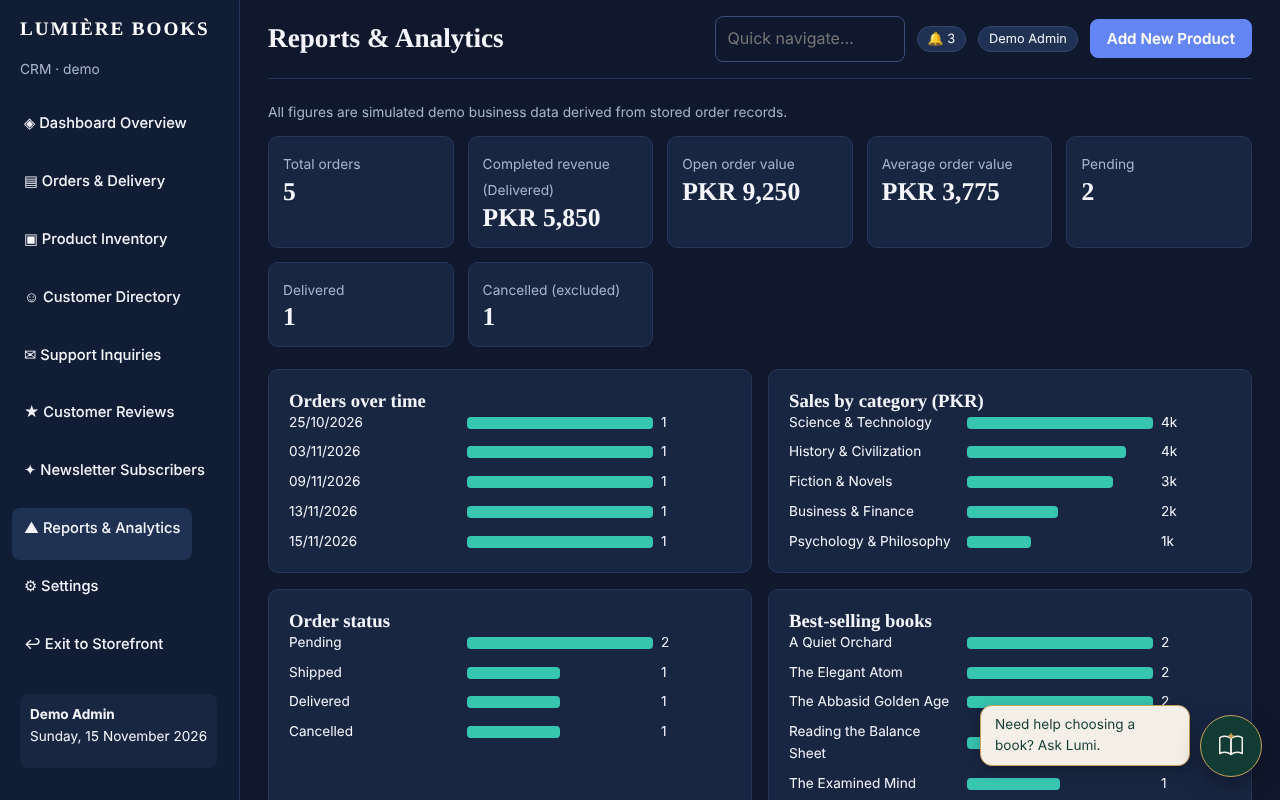 LUMIÈRE BOOKS
CRM · demo
◈ Dashboard Overview
▤ Orders & Delivery
▣ Product Inventory
☺ Customer Directory
✉ Support Inquiries
★ Customer Reviews
✦ Newsletter Subscribers
▲ Reports & Analytics
⚙ Settings
↩ Exit to Storefront
Demo Admin
Sunday, 15 November 2026
Reports & Analytics
Quick navigate...
🔔 3
Demo Admin
Add New Product
All figures are simulated demo business data derived from stored order records.
Total orders
5
Completed revenue
(Delivered)
PKR 5,850
Open order value
PKR 9,250
Average order value
PKR 3,775
Pending
2
Delivered
1
Cancelled (excluded)
1
Orders over time
25/10/2026 1
03/11/2026 1
09/11/2026 1
13/11/2026 1
15/11/2026 1
Sales by category (PKR)
Science & Technology 4k
History & Civilization 4k
Fiction & Novels 3k
Business & Finance 2k
Psychology & Philosophy 1k
Order status
Pending 2
Shipped 1
Delivered 1
Cancelled 1
Best-selling books
A Quiet Orchard 2
The Elegant Atom 2
The Abbasid Golden Age 2
Reading the Balance
Sheet
The Examined Mind 1
Need help choosing a
book? Ask Lumi.